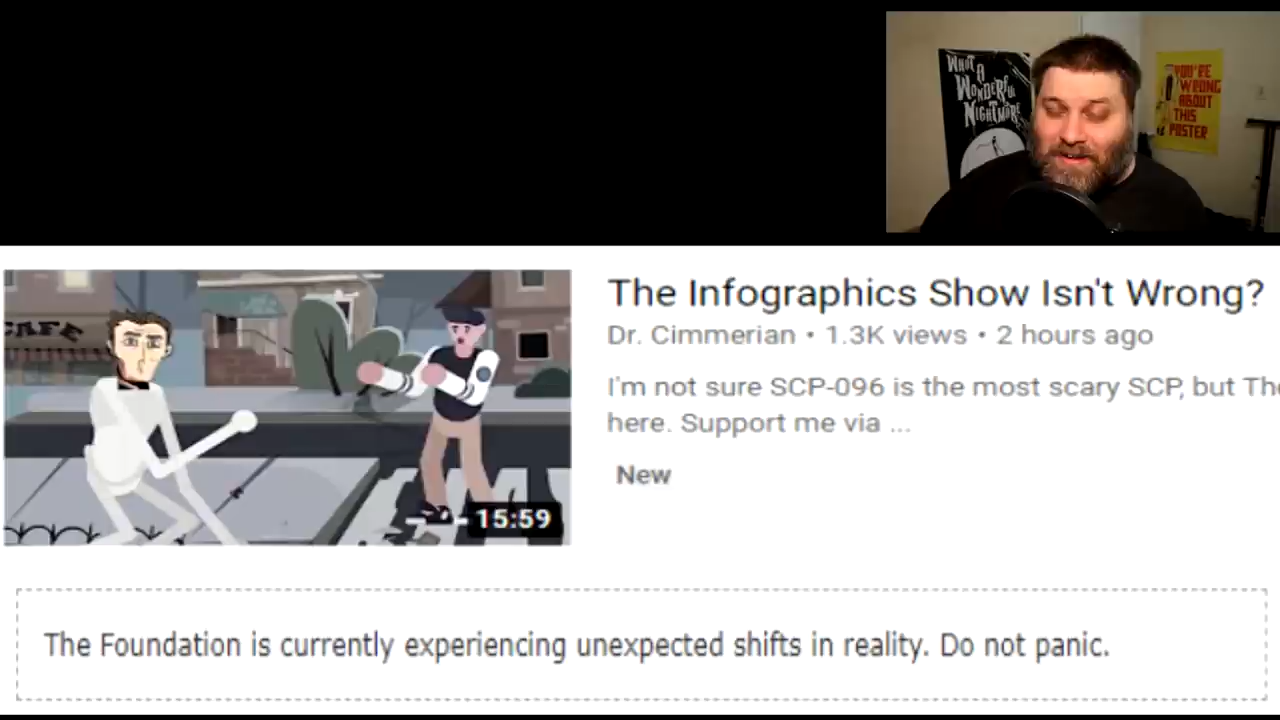 WHAT A
WONDERFUL
NIGHTMARE
YOU'RE
WRONG
ABOUT
THIS
POSTER
CAFE
15:59
The Infographics Show Isn't Wrong?
Dr. Cimmerian • 1.3K views • 2 hours ago
I'm not sure SCP-096 is the most scary SCP, but The
here. Support me via ...
New
The Foundation is currently experiencing unexpected shifts in reality. Do not panic.